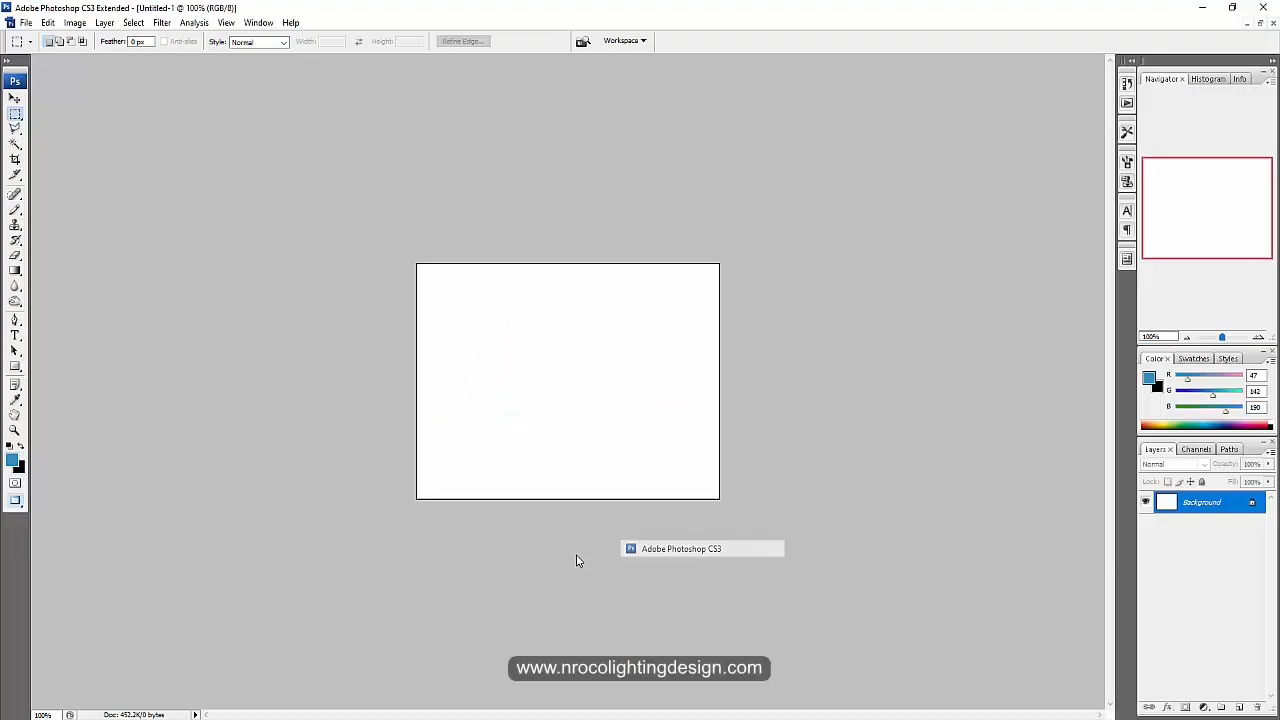 Adobe Photoshop CS3 Extended - [Untitled-1 @ 100% (RGB/8)]
File Edit Image Layer Select Filter Analysis View Window Help
Feather: 0 px Anti-alias Style: Normal Width: Height: Refine Edge... Workspace
Ps
Navigator × Histogram Info
100%
Color × Swatches Styles
R 47
G 142
B 190
Layers × Channels Paths
Normal Opacity: 100%
Lock: Fill: 100%
Background
Ps Adobe Photoshop CS3
www.nrocolightingdesign.com
100% Doc: 452.2K/0 bytes